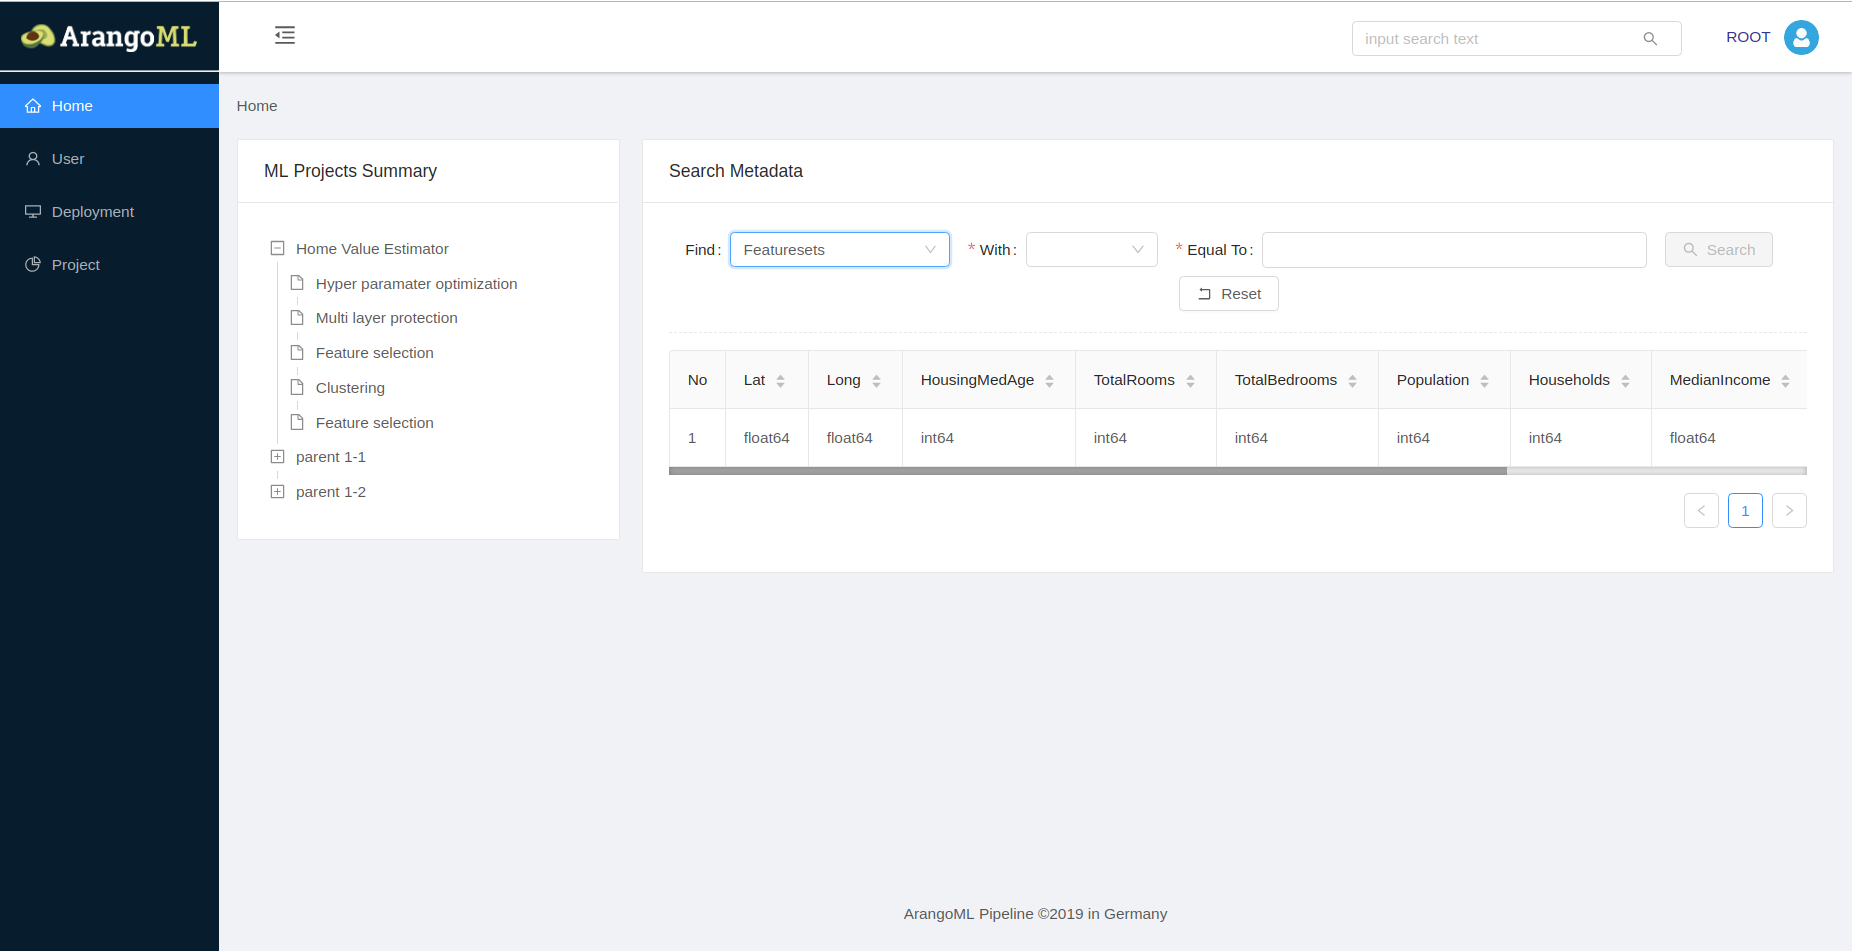 ArangoML
input search text
ROOT
Home
User
Deployment
Project
Home
ML Projects Summary
Home Value Estimator
Hyper paramater optimization
Multi layer protection
Feature selection
Clustering
Feature selection
parent 1-1
parent 1-2
Search Metadata
Find: Featuresets * With: * Equal To: Search
Reset
No Lat Long HousingMedAge TotalRooms TotalBedrooms Population Households MedianIncome
1 float64 float64 int64 int64 int64 int64 int64 float64
< 1 >
ArangoML Pipeline ©2019 in Germany